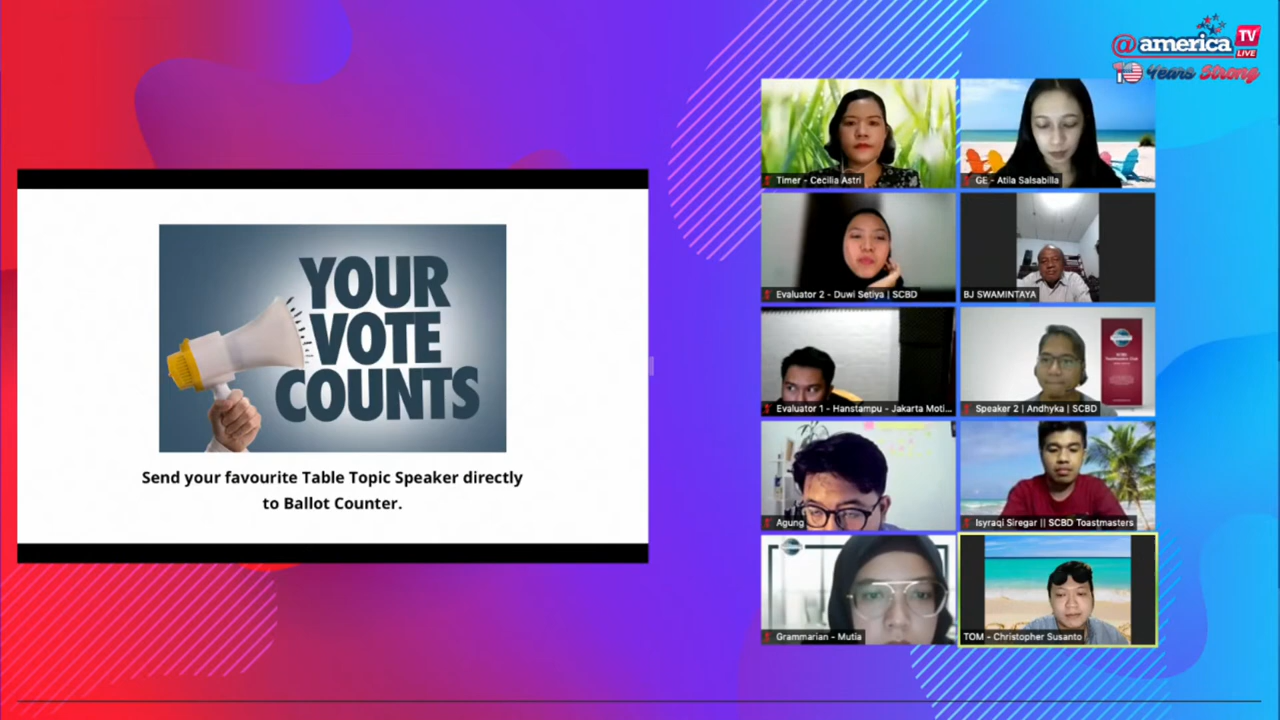 @america TV
LIVE
10 Years Strong
YOUR
VOTE
COUNTS
Send your favourite Table Topic Speaker directly
to Ballot Counter.
Timer - Cecilia Astri
GE - Atila Salsabilla
Evaluator 2 - Duwi Setiya | SCBD
BJ SWAMINTAYA
Evaluator 1 - Hanstampu - Jakarta Moti...
Speaker 2 | Andhyka | SCBD
Agung
Isyraqi Siregar || SCBD Toastmasters
Grammarian - Mutia
TOM - Christopher Susanto